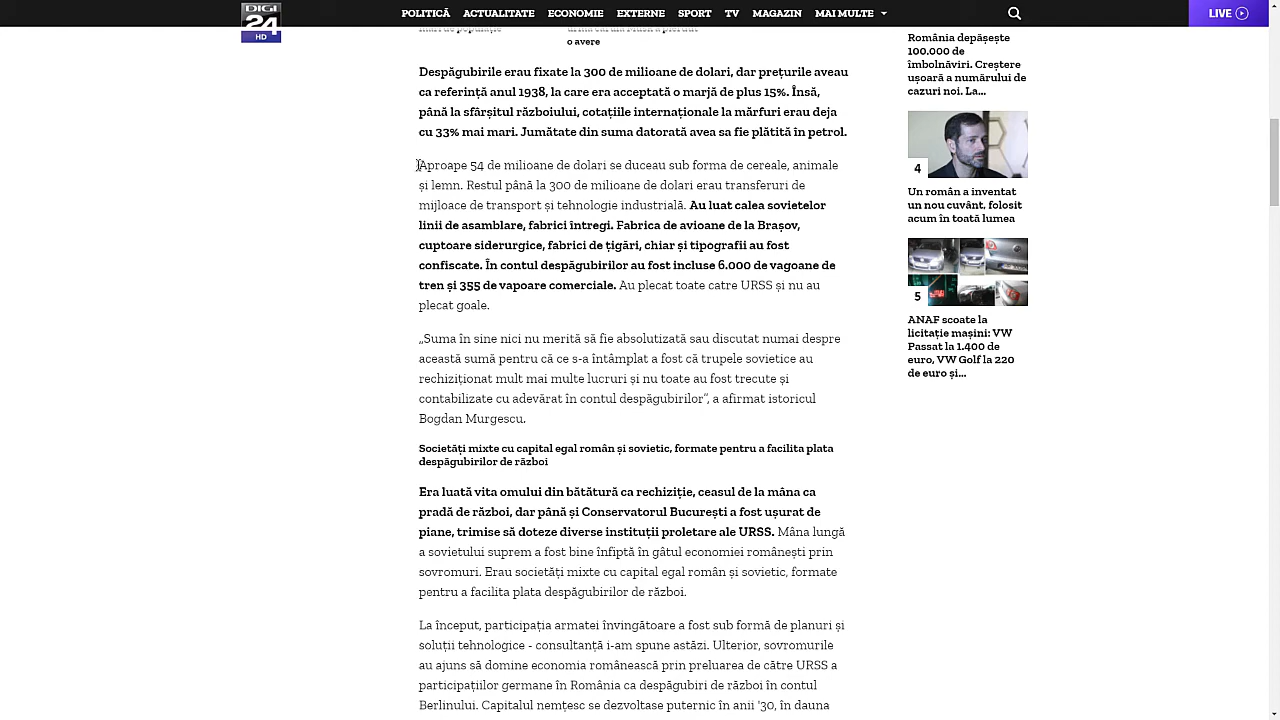 DIGI
24
HD
POLITICĂ ACTUALITATE ECONOMIE EXTERNE SPORT TV MAGAZIN MAI MULTE
LIVE
o avere
Despăgubirile erau fixate la 300 de milioane de dolari, dar prețurile aveau
ca referință anul 1938, la care era acceptată o marjă de plus 15%. Însă,
până la sfârșitul războiului, cotațiile internaționale la mărfuri erau deja
cu 33% mai mari. Jumătate din suma datorată avea sa fie plătită în petrol.
Aproape 54 de milioane de dolari se duceau sub forma de cereale, animale
și lemn. Restul până la 300 de milioane de dolari erau transferuri de
mijloace de transport și tehnologie industrială. Au luat calea sovietelor
linii de asamblare, fabrici întregi. Fabrica de avioane de la Brașov,
cuptoare siderurgice, fabrici de țigări, chiar și tipografii au fost
confiscate. În contul despăgubirilor au fost incluse 6.000 de vagoane de
tren și 355 de vapoare comerciale. Au plecat toate catre URSS și nu au
plecat goale.
„Suma în sine nici nu merită să fie absolutizată sau discutat numai despre
această sumă pentru că ce s-a întâmplat a fost că trupele sovietice au
rechiziționat mult mai multe lucruri și nu toate au fost trecute și
contabilizate cu adevărat în contul despăgubirilor”, a afirmat istoricul
Bogdan Murgescu.
Societăți mixte cu capital egal român și sovietic, formate pentru a facilita plata
despăgubirilor de război
Era luată vita omului din bătătură ca rechiziție, ceasul de la mâna ca
pradă de război, dar până și Conservatorul București a fost ușurat de
piane, trimise să doteze diverse instituții proletare ale URSS. Mâna lungă
a sovietului suprem a fost bine înfiptă în gâtul economiei românești prin
sovromuri. Erau societăți mixte cu capital egal român și sovietic, formate
pentru a facilita plata despăgubirilor de război.
La început, participația armatei învingătoare a fost sub formă de planuri și
soluții tehnologice - consultanță i-am spune astăzi. Ulterior, sovromurile
au ajuns să domine economia românească prin preluarea de către URSS a
participațiilor germane în România ca despăgubiri de război în contul
Berlinului. Capitalul nemțesc se dezvoltase puternic în anii '30, în dauna
România depășește
100.000 de
îmbolnăviri. Creștere
ușoară a numărului de
cazuri noi. La...
4
Un român a inventat
un nou cuvânt, folosit
acum în toată lumea
5
ANAF scoate la
licitație mașini: VW
Passat la 1.400 de
euro, VW Golf la 220
de euro și...